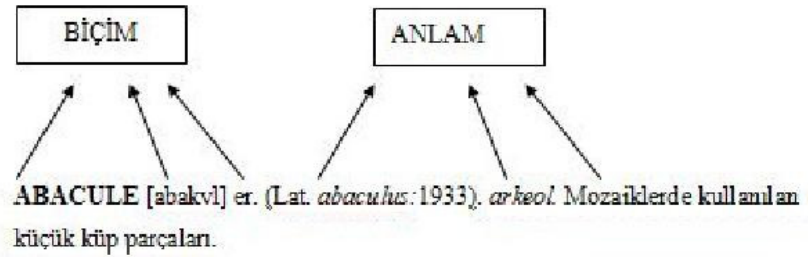 BİÇİM
ANLAM
ABACULE [abakvl] er. (Lat. abaculus:1933). arkeol. Mozaiklerde kullanılan
küçük küp parçaları.